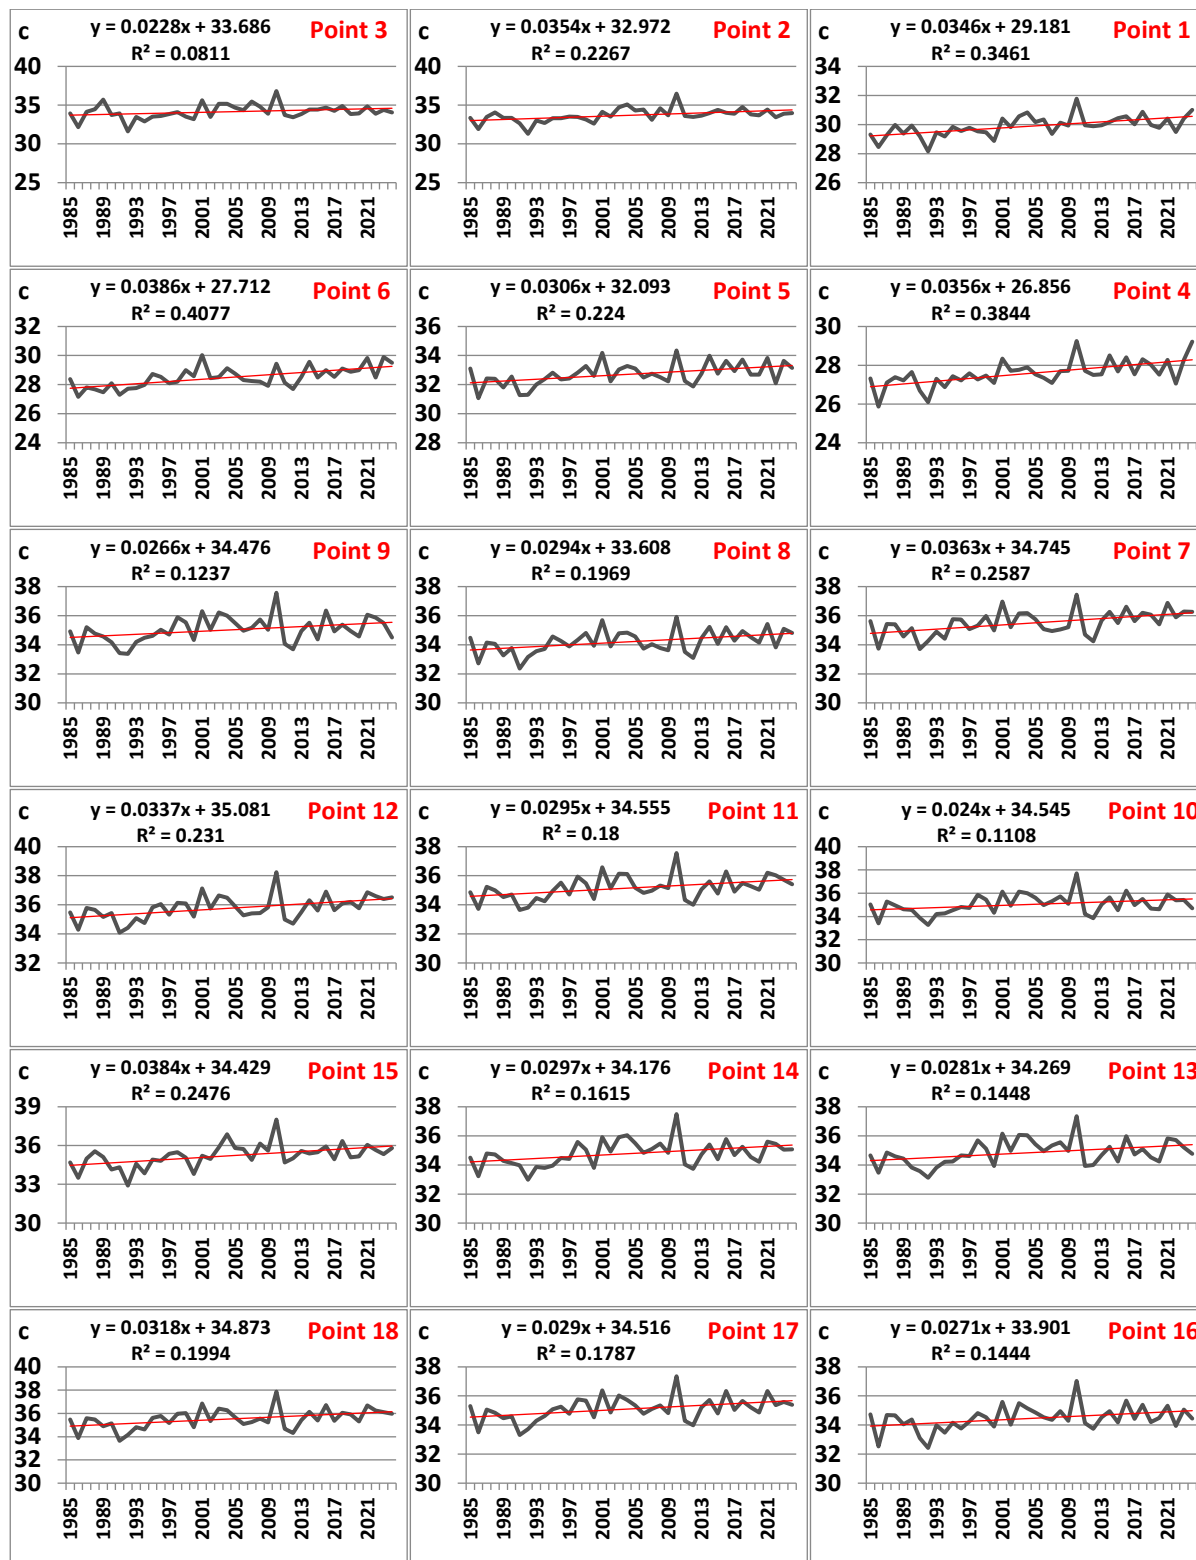 c y = 0.0228x + 33.686 Point 3
R² = 0.0811
40
35
30
25
1985 1989 1993 1997 2001 2005 2009 2013 2017 2021
c y = 0.0354x + 32.972 Point 2
R² = 0.2267
40
35
30
25
1985 1989 1993 1997 2001 2005 2009 2013 2017 2021
c y = 0.0346x + 29.181 Point 1
R² = 0.3461
34
32
30
28
26
1985 1989 1993 1997 2001 2005 2009 2013 2017 2021
c y = 0.0386x + 27.712 Point 6
R² = 0.4077
32
30
28
26
24
1985 1989 1993 1997 2001 2005 2009 2013 2017 2021
c y = 0.0306x + 32.093 Point 5
R² = 0.224
36
34
32
30
28
1985 1989 1993 1997 2001 2005 2009 2013 2017 2021
c y = 0.0356x + 26.856 Point 4
R² = 0.3844
30
28
26
24
1985 1989 1993 1997 2001 2005 2009 2013 2017 2021
c y = 0.0266x + 34.476 Point 9
R² = 0.1237
38
36
34
32
30
1985 1989 1993 1997 2001 2005 2009 2013 2017 2021
c y = 0.0294x + 33.608 Point 8
R² = 0.1969
38
36
34
32
30
1985 1989 1993 1997 2001 2005 2009 2013 2017 2021
c y = 0.0363x + 34.745 Point 7
R² = 0.2587
38
36
34
32
30
1985 1989 1993 1997 2001 2005 2009 2013 2017 2021
c y = 0.0337x + 35.081 Point 12
R² = 0.231
40
38
36
34
32
1985 1989 1993 1997 2001 2005 2009 2013 2017 2021
c y = 0.0295x + 34.555 Point 11
R² = 0.18
38
36
34
32
30
1985 1989 1993 1997 2001 2005 2009 2013 2017 2021
c y = 0.024x + 34.545 Point 10
R² = 0.1108
40
38
36
34
32
30
1985 1989 1993 1997 2001 2005 2009 2013 2017 2021
c y = 0.0384x + 34.429 Point 15
R² = 0.2476
39
36
33
30
1985 1989 1993 1997 2001 2005 2009 2013 2017 2021
c y = 0.0297x + 34.176 Point 14
R² = 0.1615
38
36
34
32
30
1985 1989 1993 1997 2001 2005 2009 2013 2017 2021
c y = 0.0281x + 34.269 Point 13
R² = 0.1448
38
36
34
32
30
1985 1989 1993 1997 2001 2005 2009 2013 2017 2021
c y = 0.0318x + 34.873 Point 18
R² = 0.1994
40
38
36
34
32
30
1985 1989 1993 1997 2001 2005 2009 2013 2017 2021
c y = 0.029x + 34.516 Point 17
R² = 0.1787
38
36
34
32
30
1985 1989 1993 1997 2001 2005 2009 2013 2017 2021
c y = 0.0271x + 33.901 Point 16
R² = 0.1444
38
36
34
32
30
1985 1989 1993 1997 2001 2005 2009 2013 2017 2021